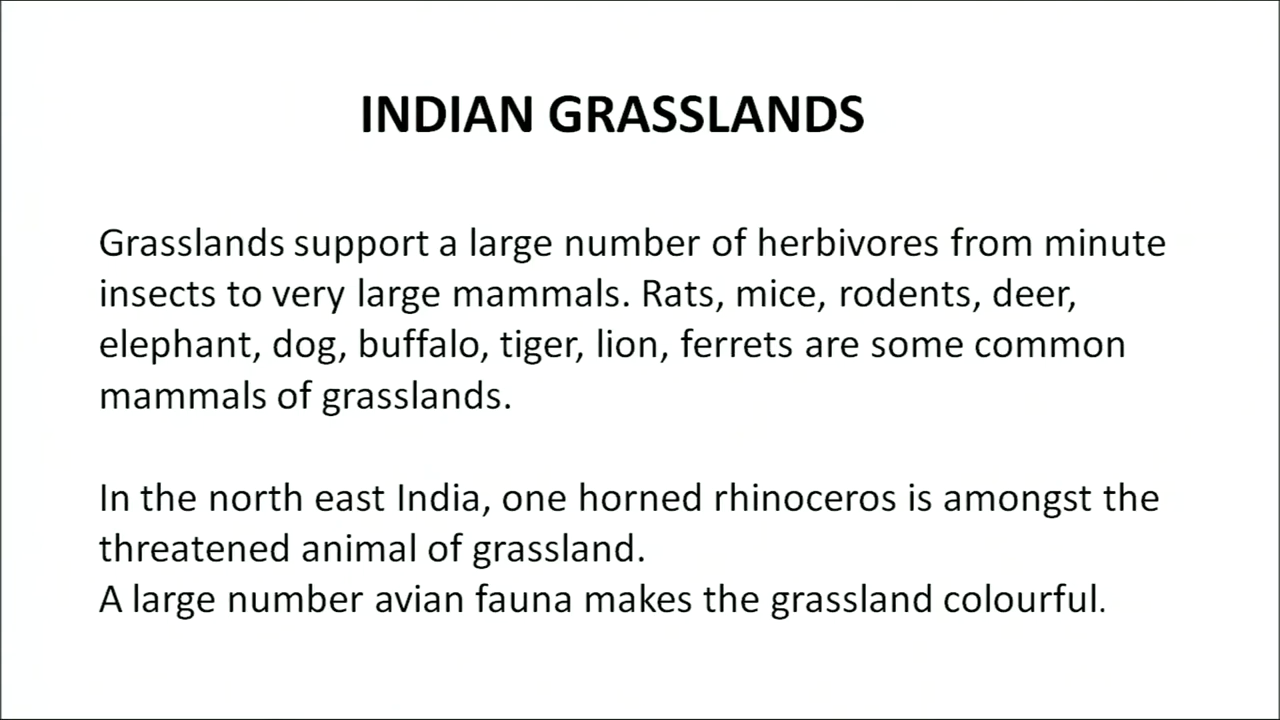 INDIAN GRASSLANDS
Grasslands support a large number of herbivores from minute
insects to very large mammals. Rats, mice, rodents, deer,
elephant, dog, buffalo, tiger, lion, ferrets are some common
mammals of grasslands.
In the north east India, one horned rhinoceros is amongst the
threatened animal of grassland.
A large number avian fauna makes the grassland colourful.